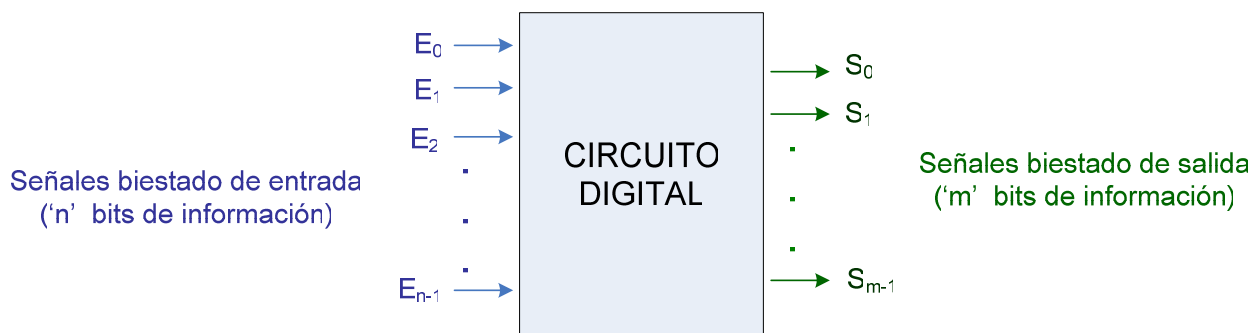 E0
E1
E2
En-1
Señales biestado de entrada
('n' bits de información)
CIRCUITO
DIGITAL
S0
S1
Sm-1
Señales biestado de salida
('m' bits de información)